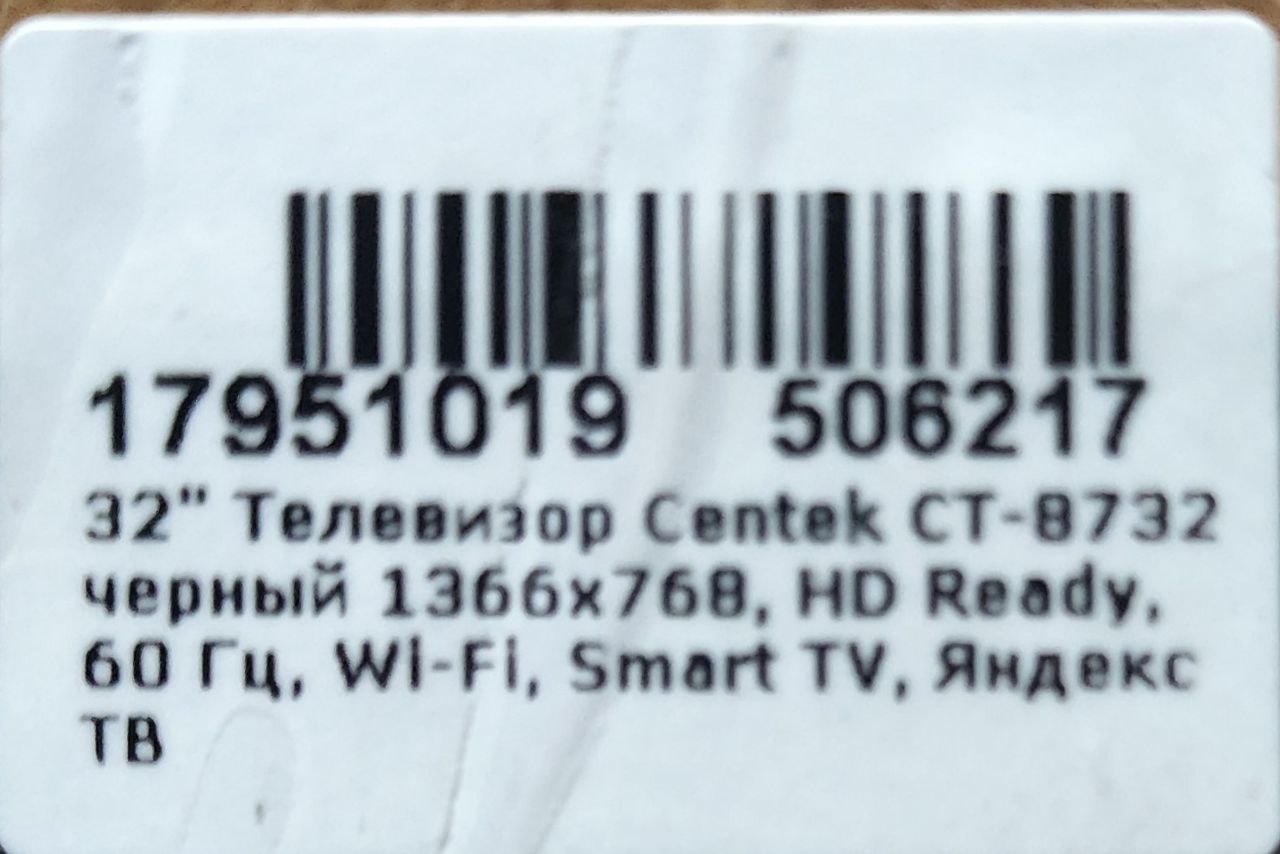 17951019 506217
32" Телевизор Centek CT-8732
черный 1366x768, HD Ready,
60 Гц, Wi-Fi, Smart TV, Яндекс
ТВ